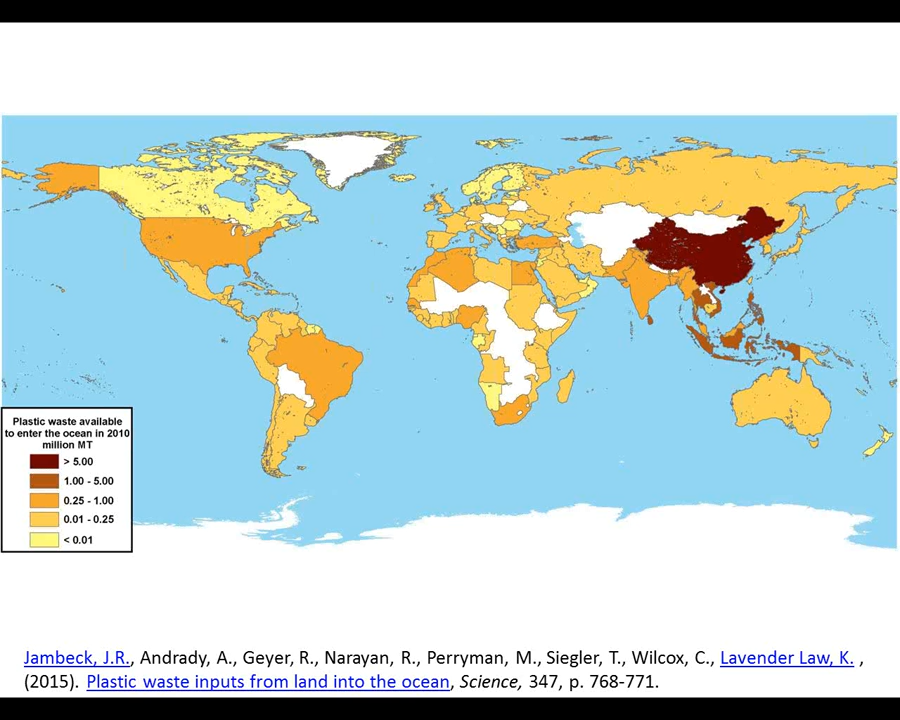 Plastic waste available
to enter the ocean in 2010
million MT
> 5.00
1.00 - 5.00
0.25 - 1.00
0.01 - 0.25
< 0.01
Jambeck, J.R., Andrady, A., Geyer, R., Narayan, R., Perryman, M., Siegler, T., Wilcox, C., Lavender Law, K. ,
(2015). Plastic waste inputs from land into the ocean, Science, 347, p. 768-771.